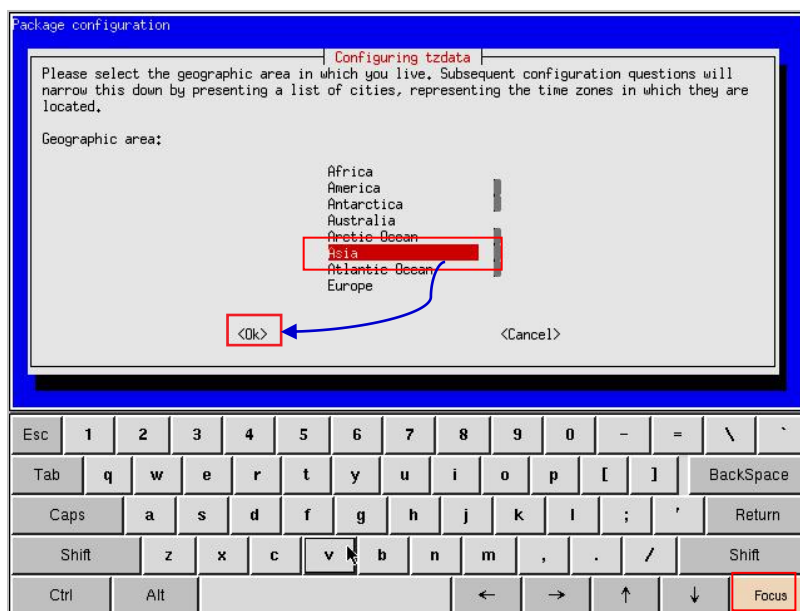 Package configuration
Configuring tzdata
Please select the geographic area in which you live. Subsequent configuration questions will
narrow this down by presenting a list of cities, representing the time zones in which they are
located.
Geographic area:
Africa
America
Antarctica
Australia
Arctic Ocean
Asia
Atlantic Ocean
Europe
<Ok> <Cancel>
Esc 1 2 3 4 5 6 7 8 9 0 - = \ `
Tab q w e r t y u i o p [ ] BackSpace
Caps a s d f g h j k l ; ' Return
Shift z x c v b n m , . / Shift
Ctrl Alt ← → ↑ ↓ Focus